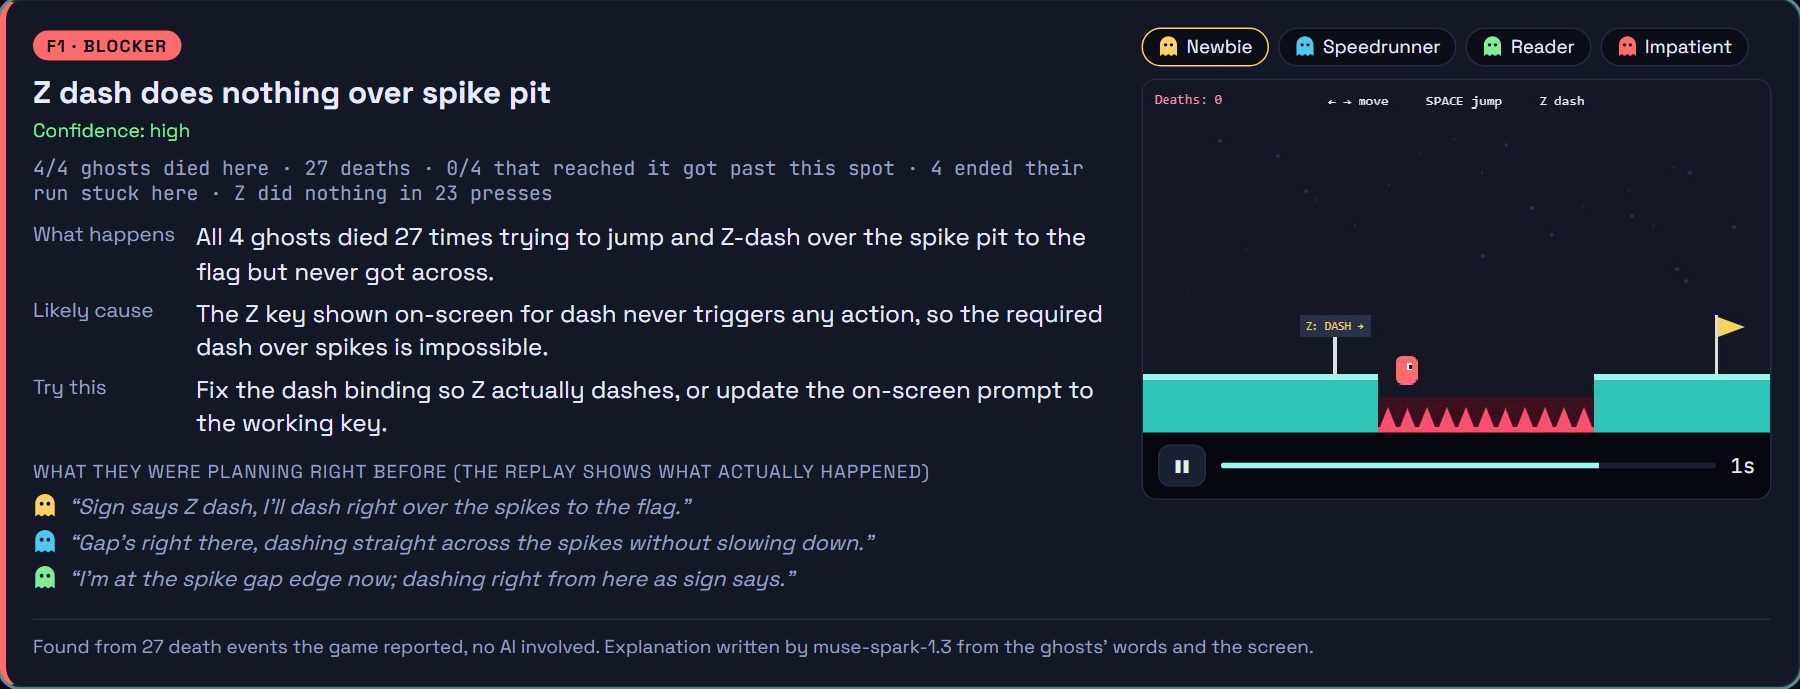 F1 · BLOCKER
Z dash does nothing over spike pit
Confidence: high
4/4 ghosts died here · 27 deaths · 0/4 that reached it got past this spot · 4 ended their
run stuck here · Z did nothing in 23 presses
What happens
All 4 ghosts died 27 times trying to jump and Z-dash over the spike pit to the
flag but never got across.
Likely cause
The Z key shown on-screen for dash never triggers any action, so the required
dash over spikes is impossible.
Try this
Fix the dash binding so Z actually dashes, or update the on-screen prompt to
the working key.
WHAT THEY WERE PLANNING RIGHT BEFORE (THE REPLAY SHOWS WHAT ACTUALLY HAPPENED)
“Sign says Z dash, I’ll dash right over the spikes to the flag.”
“Gap’s right there, dashing straight across the spikes without slowing down.”
“I’m at the spike gap edge now; dashing right from here as sign says.”
Newbie
Speedrunner
Reader
Impatient
Deaths: 0
← → move
SPACE jump
Z dash
Z: DASH →
1s
Found from 27 death events the game reported, no AI involved. Explanation written by muse-spark-1.3 from the ghosts’ words and the screen.